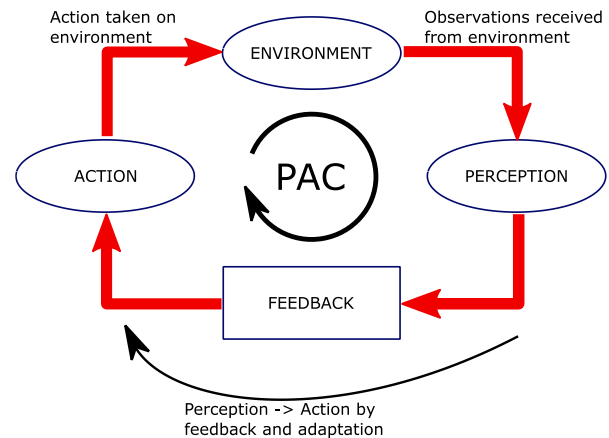 Action taken on
environment
Observations received
from environment
ENVIRONMENT
ACTION
PAC
PERCEPTION
FEEDBACK
Perception -> Action by
feedback and adaptation